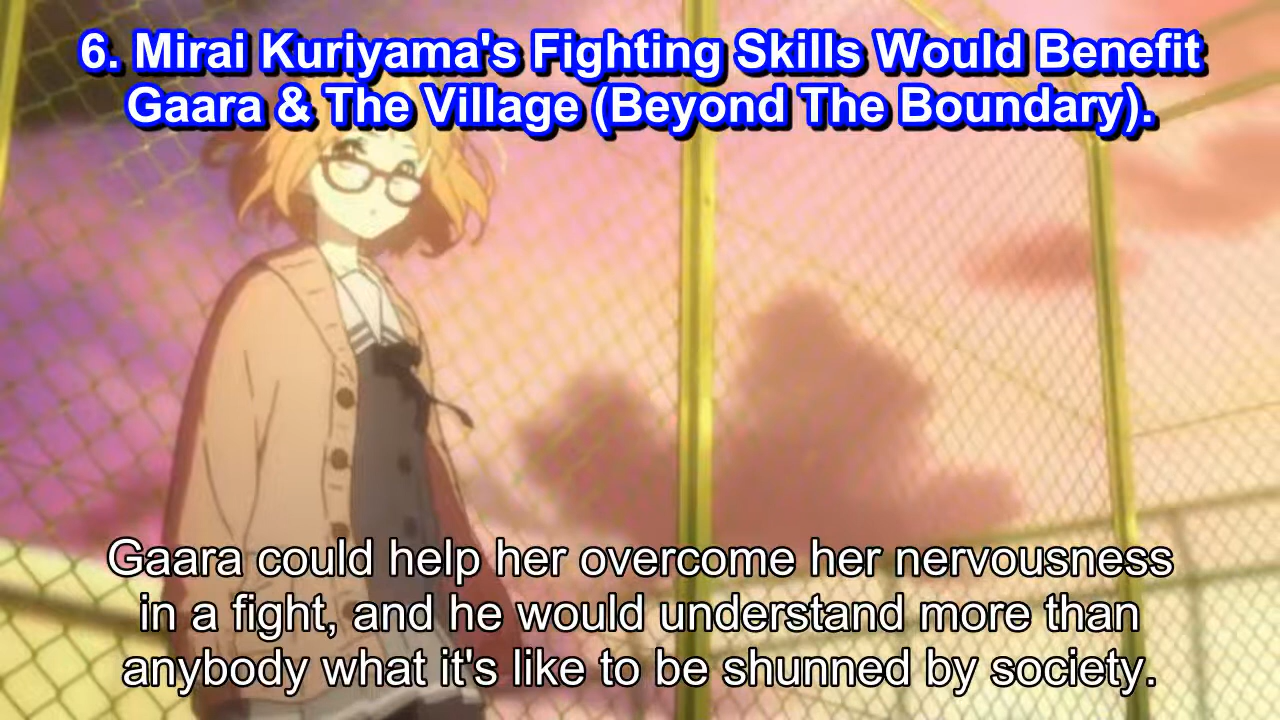 6. Mirai Kuriyama's Fighting Skills Would Benefit
Gaara & The Village (Beyond The Boundary).
Gaara could help her overcome her nervousness
in a fight, and he would understand more than
anybody what it's like to be shunned by society.